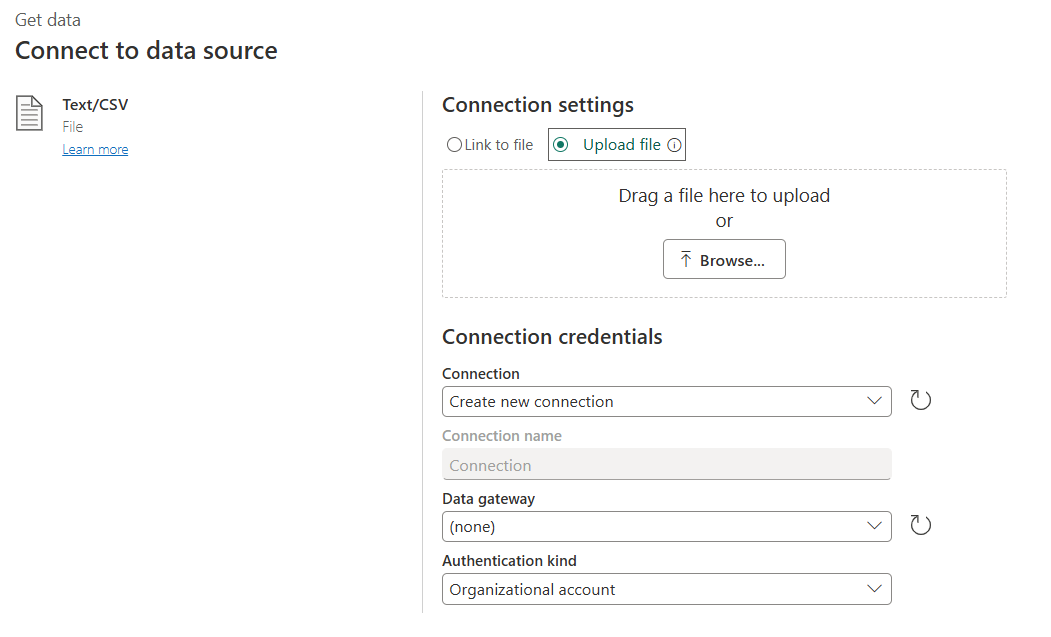 Get data
Connect to data source
Text/CSV
File
Learn more
Connection settings
Link to file
Upload file
Drag a file here to upload
or
Browse...
Connection credentials
Connection
Create new connection
Connection name
Connection
Data gateway
(none)
Authentication kind
Organizational account